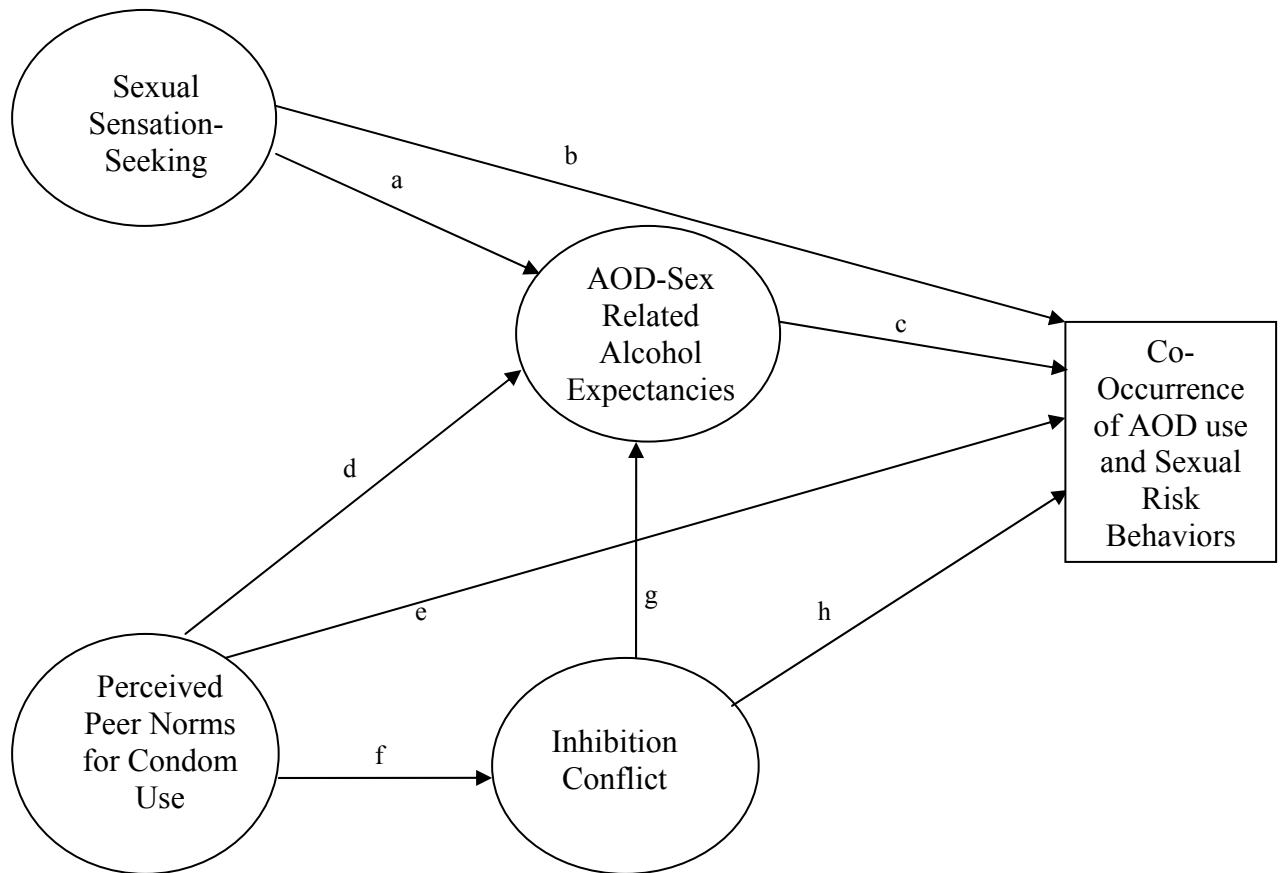 Sexual
Sensation-
Seeking
b
a
AOD-Sex
Related
Alcohol
Expectancies
c
Co-
Occurrence
of AOD use
and Sexual
Risk
Behaviors
d
e
g
h
Perceived
Peer Norms
for Condom
Use
f
Inhibition
Conflict